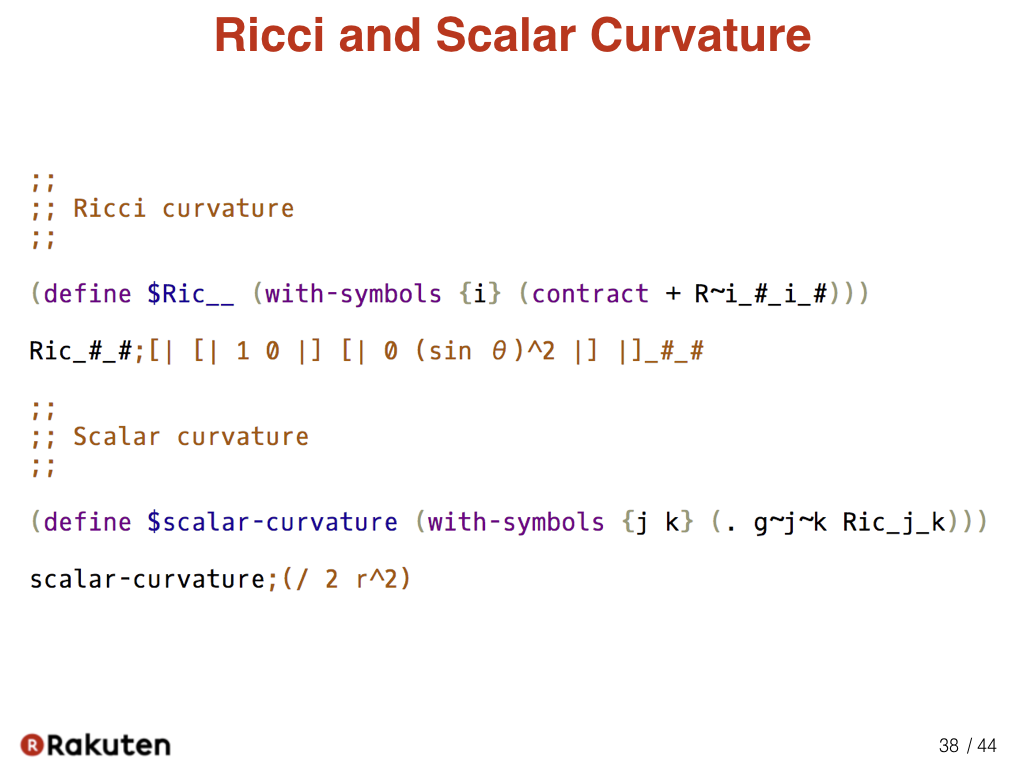 Ricci and Scalar Curvature
;;
;; Ricci curvature
;;
(define $Ric__ (with-symbols {i} (contract + R~i_#_i_#)))
Ric_#_#;[| [| 1 0 |] [| 0 (sin θ)^2 |] |]_#_#
;;
;; Scalar curvature
;;
(define $scalar-curvature (with-symbols {j k} (. g~j~k Ric_j_k)))
scalar-curvature;(/ 2 r^2)
R Rakuten
38 / 44